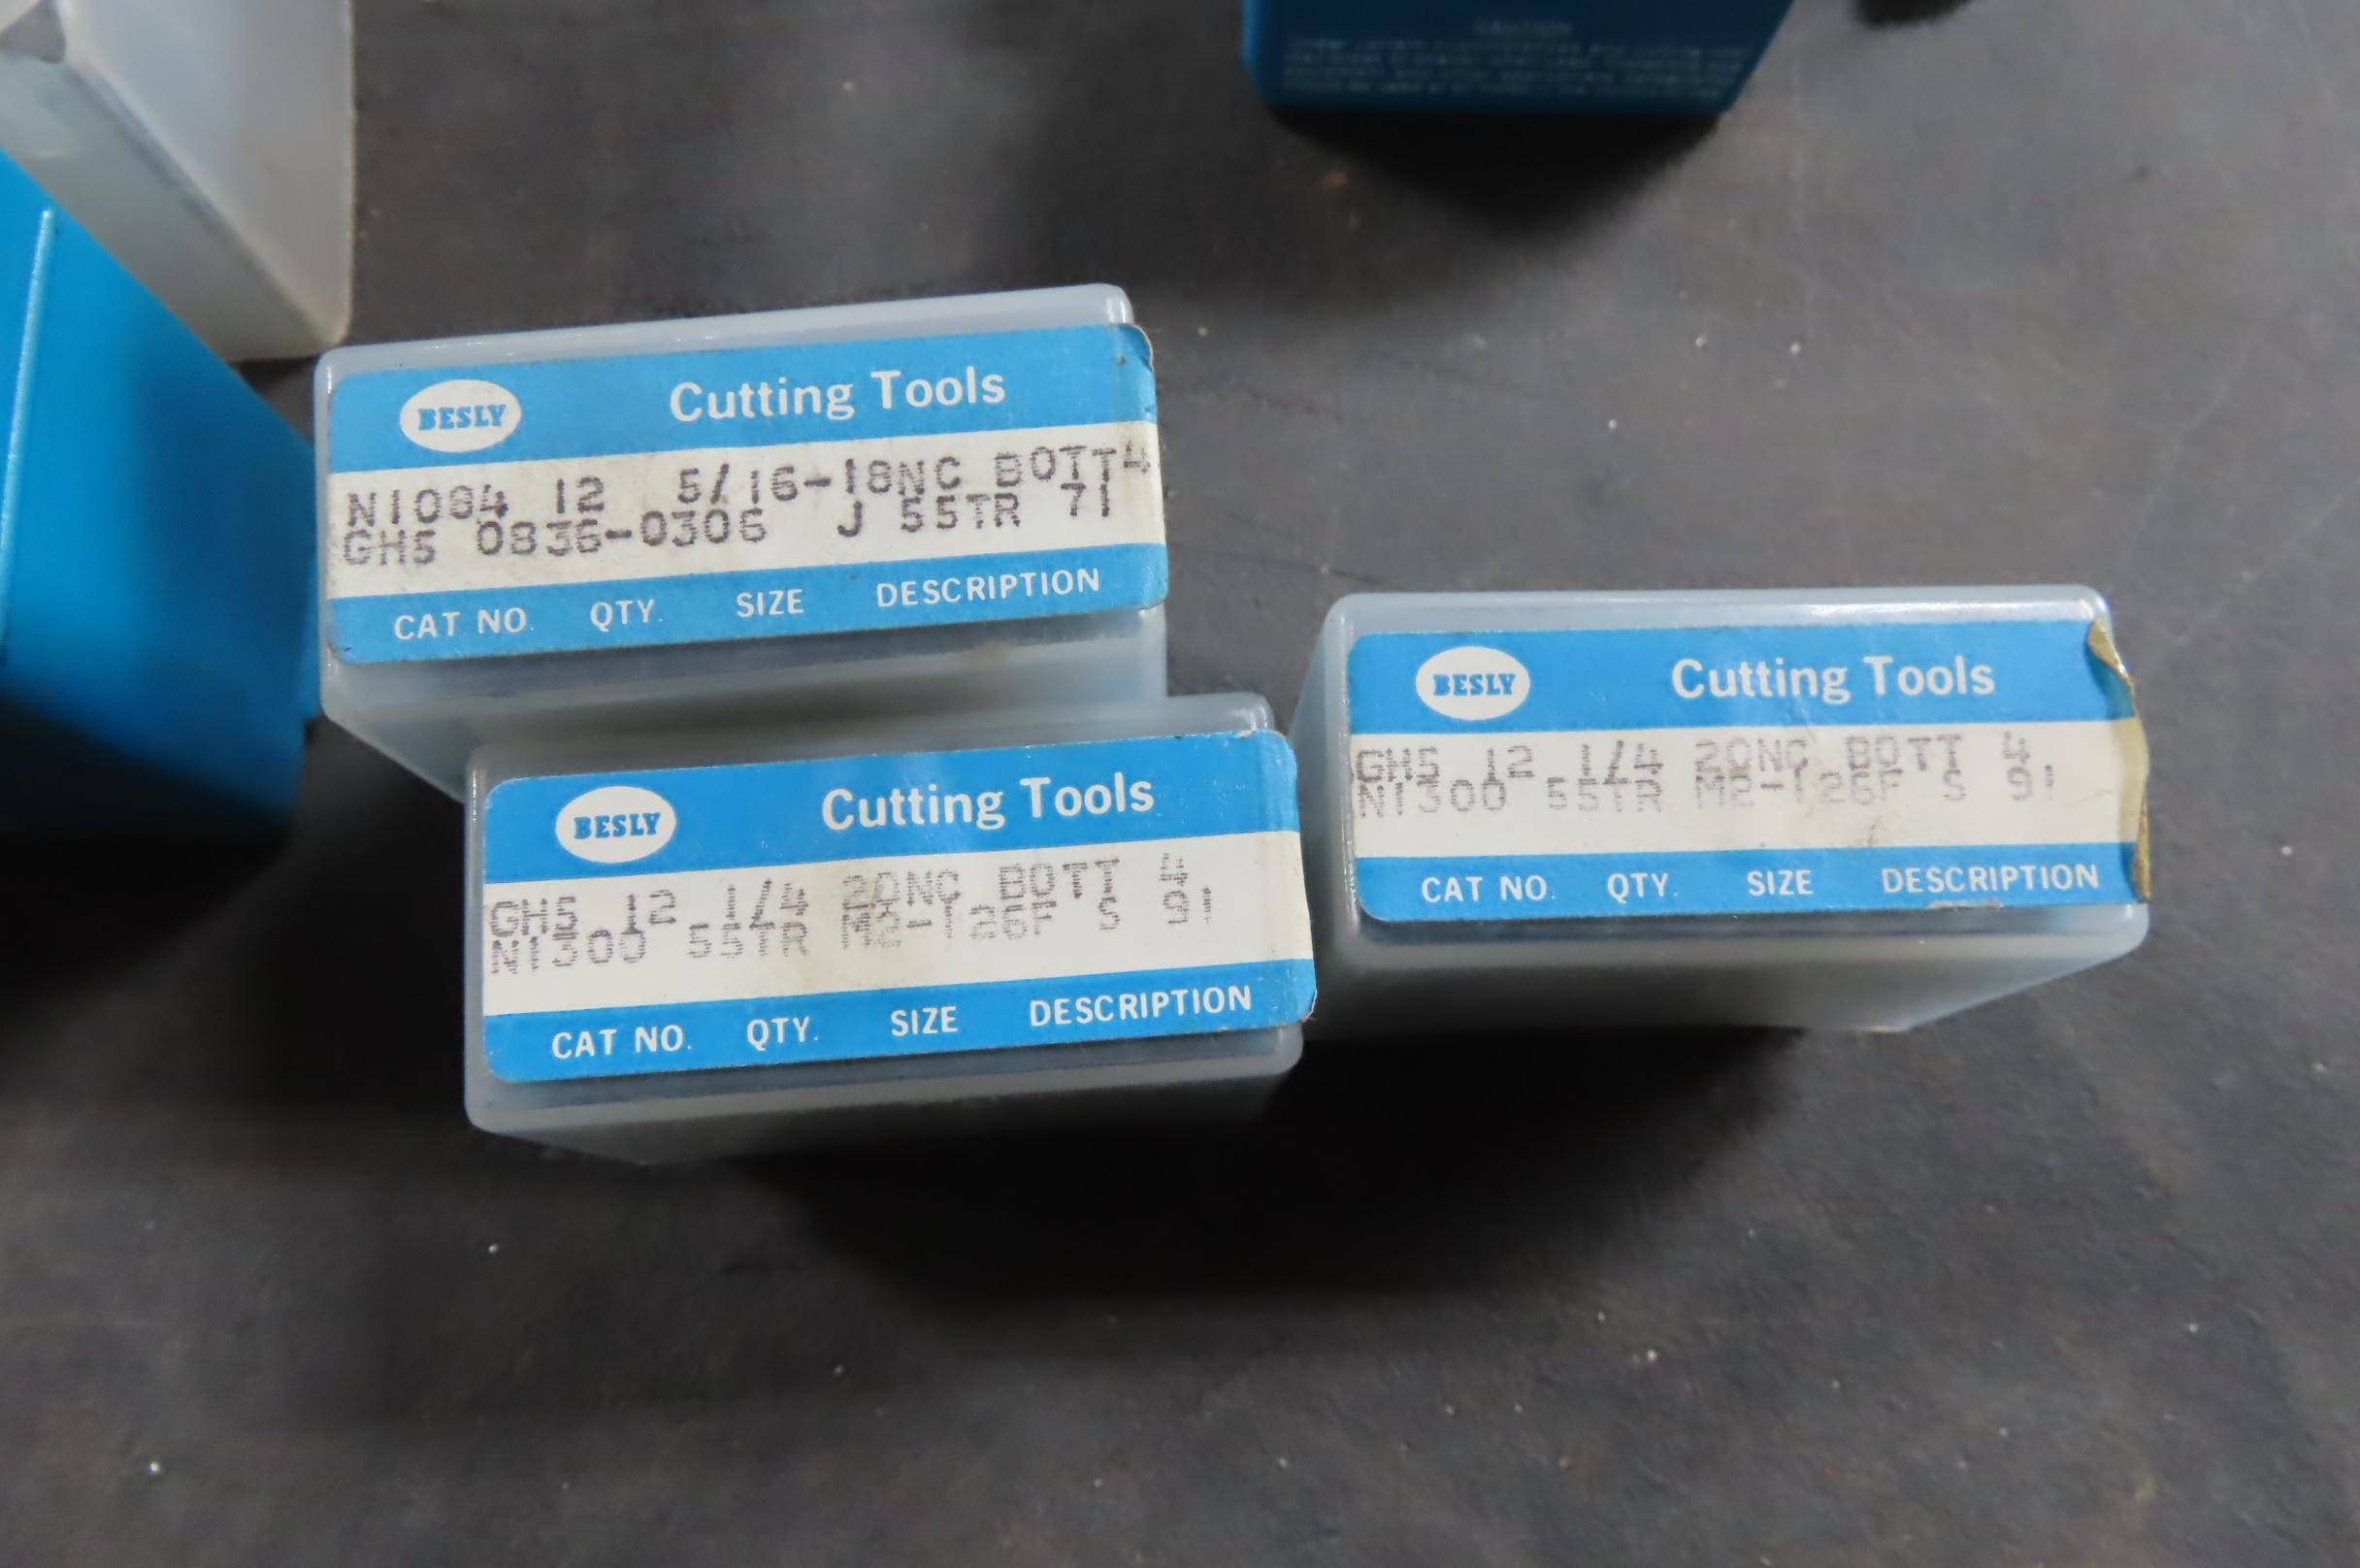 CAUTION
BESLY Cutting Tools
N1084 12 5/16-18NC BOTT 4
GH5 0836-0306 J 55TR 71
CAT NO. QTY. SIZE DESCRIPTION
BESLY Cutting Tools
GH5 12 1/4 20NC BOTT 4
N1300 55TR M2-126F S 91
CAT NO. QTY. SIZE DESCRIPTION
BESLY Cutting Tools
GH5 12 1/4 20NC BOTT 4
N1300 55TR M2-126F S 91
CAT NO. QTY. SIZE DESCRIPTION